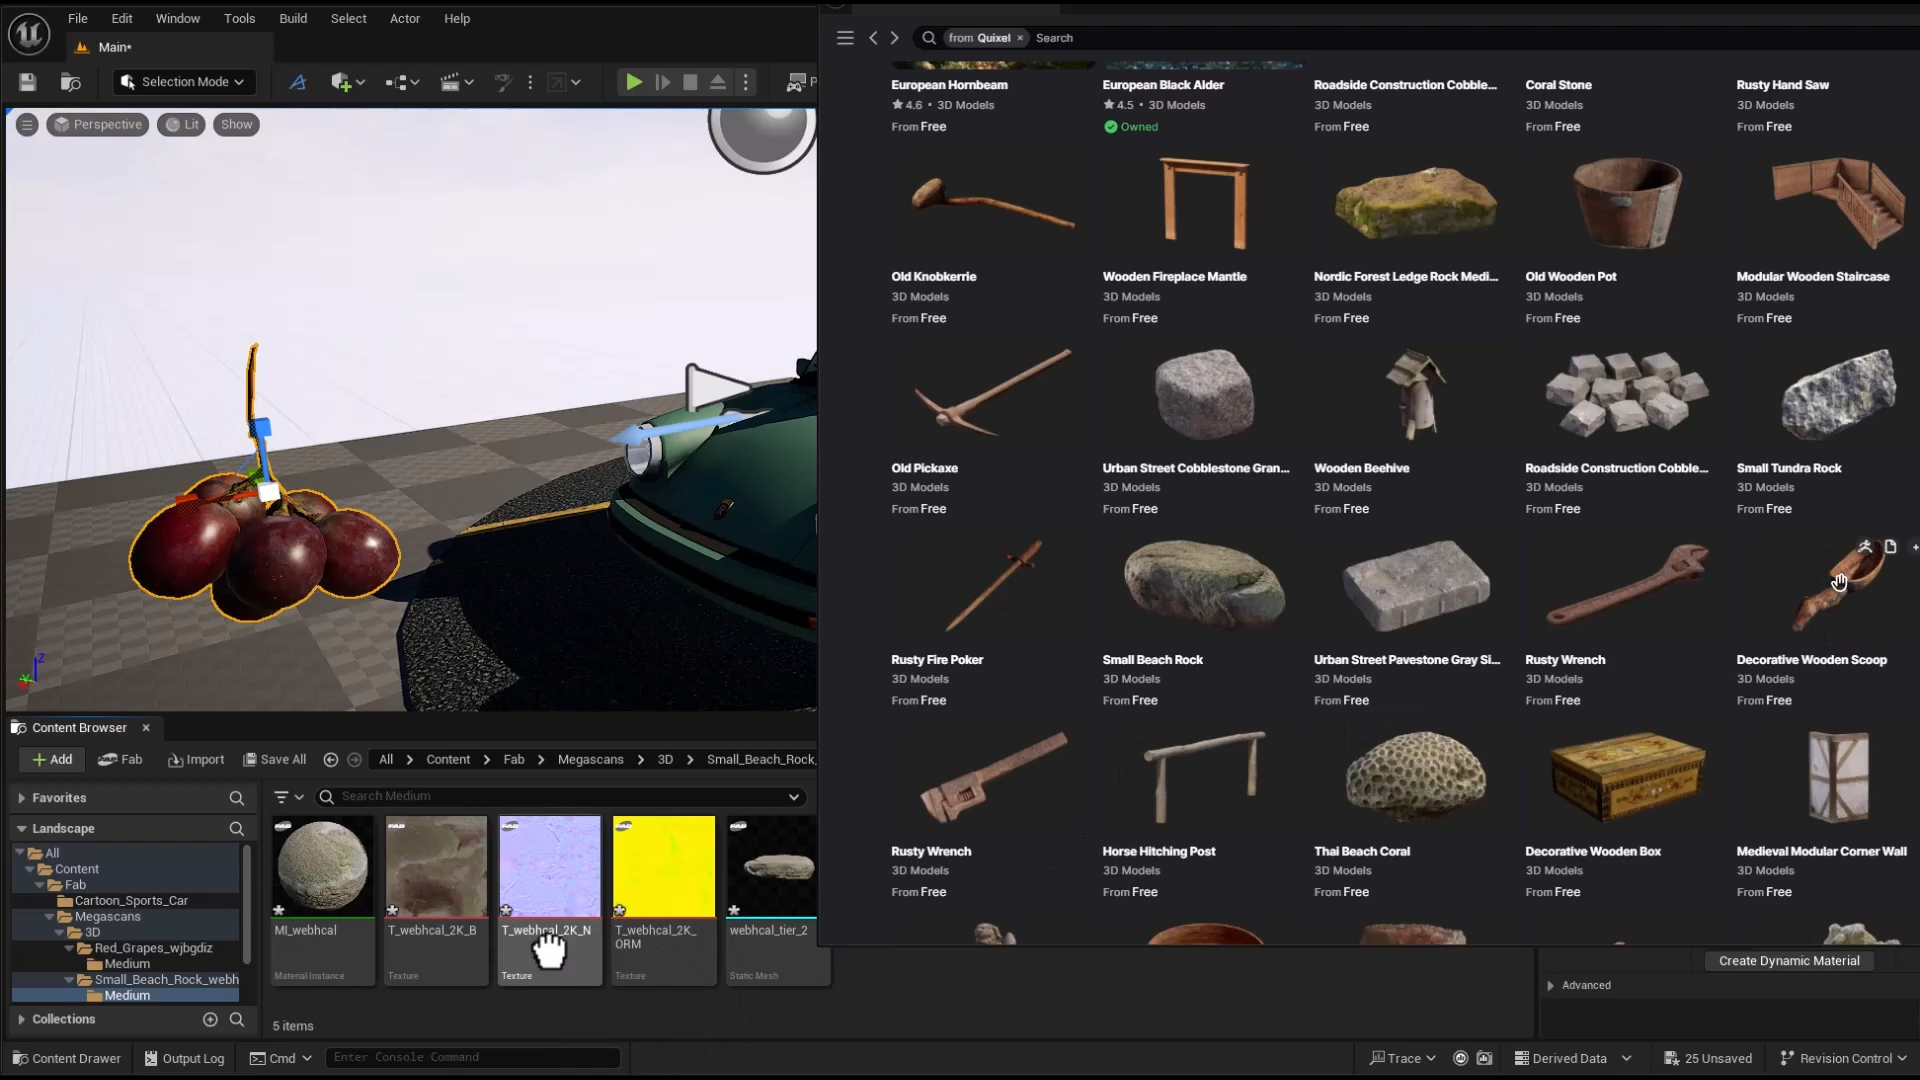 File Edit Window Tools Build Select Actor Help
Main*
Selection Mode
Perspective Lit Show
from Quixel × Search
European Hornbeam European Black Alder Roadside Construction Cobble... Coral Stone Rusty Hand Saw
4.6 • 3D Models 4.5 • 3D Models 3D Models 3D Models 3D Models
From Free Owned From Free From Free From Free
Old Knobkerrie Wooden Fireplace Mantle Nordic Forest Ledge Rock Medi... Old Wooden Pot Modular Wooden Staircase
3D Models 3D Models 3D Models 3D Models 3D Models
From Free From Free From Free From Free From Free
Old Pickaxe Urban Street Cobblestone Gran... Wooden Beehive Roadside Construction Cobble... Small Tundra Rock
3D Models 3D Models 3D Models 3D Models 3D Models
From Free From Free From Free From Free From Free
Rusty Fire Poker Small Beach Rock Urban Street Pavestone Gray Si... Rusty Wrench Decorative Wooden Scoop
3D Models 3D Models 3D Models 3D Models 3D Models
From Free From Free From Free From Free From Free
Rusty Wrench Horse Hitching Post Thai Beach Coral Decorative Wooden Box Medieval Modular Corner Wall
3D Models 3D Models 3D Models 3D Models 3D Models
From Free From Free From Free From Free From Free
Z
Content Browser ×
+ Add Fab Import Save All All > Content > Fab > Megascans > 3D > Small_Beach_Rock_
Favorites
Search Medium
Landscape
All
Content
Fab
Cartoon_Sports_Car
Megascans
3D
Red_Grapes_wjbgdiz
Medium
Small_Beach_Rock_webh
Medium
Collections
FAB FAB FAB FAB FAB
MI_webhcal T_webhcal_2K_B T_webhcal_2K_N T_webhcal_2K_ webhcal_tier_2
ORM
Material Instance Texture Texture Texture Static Mesh
5 items
Create Dynamic Material
Advanced
Content Drawer Output Log Cmd Enter Console Command Trace Derived Data 25 Unsaved Revision Control